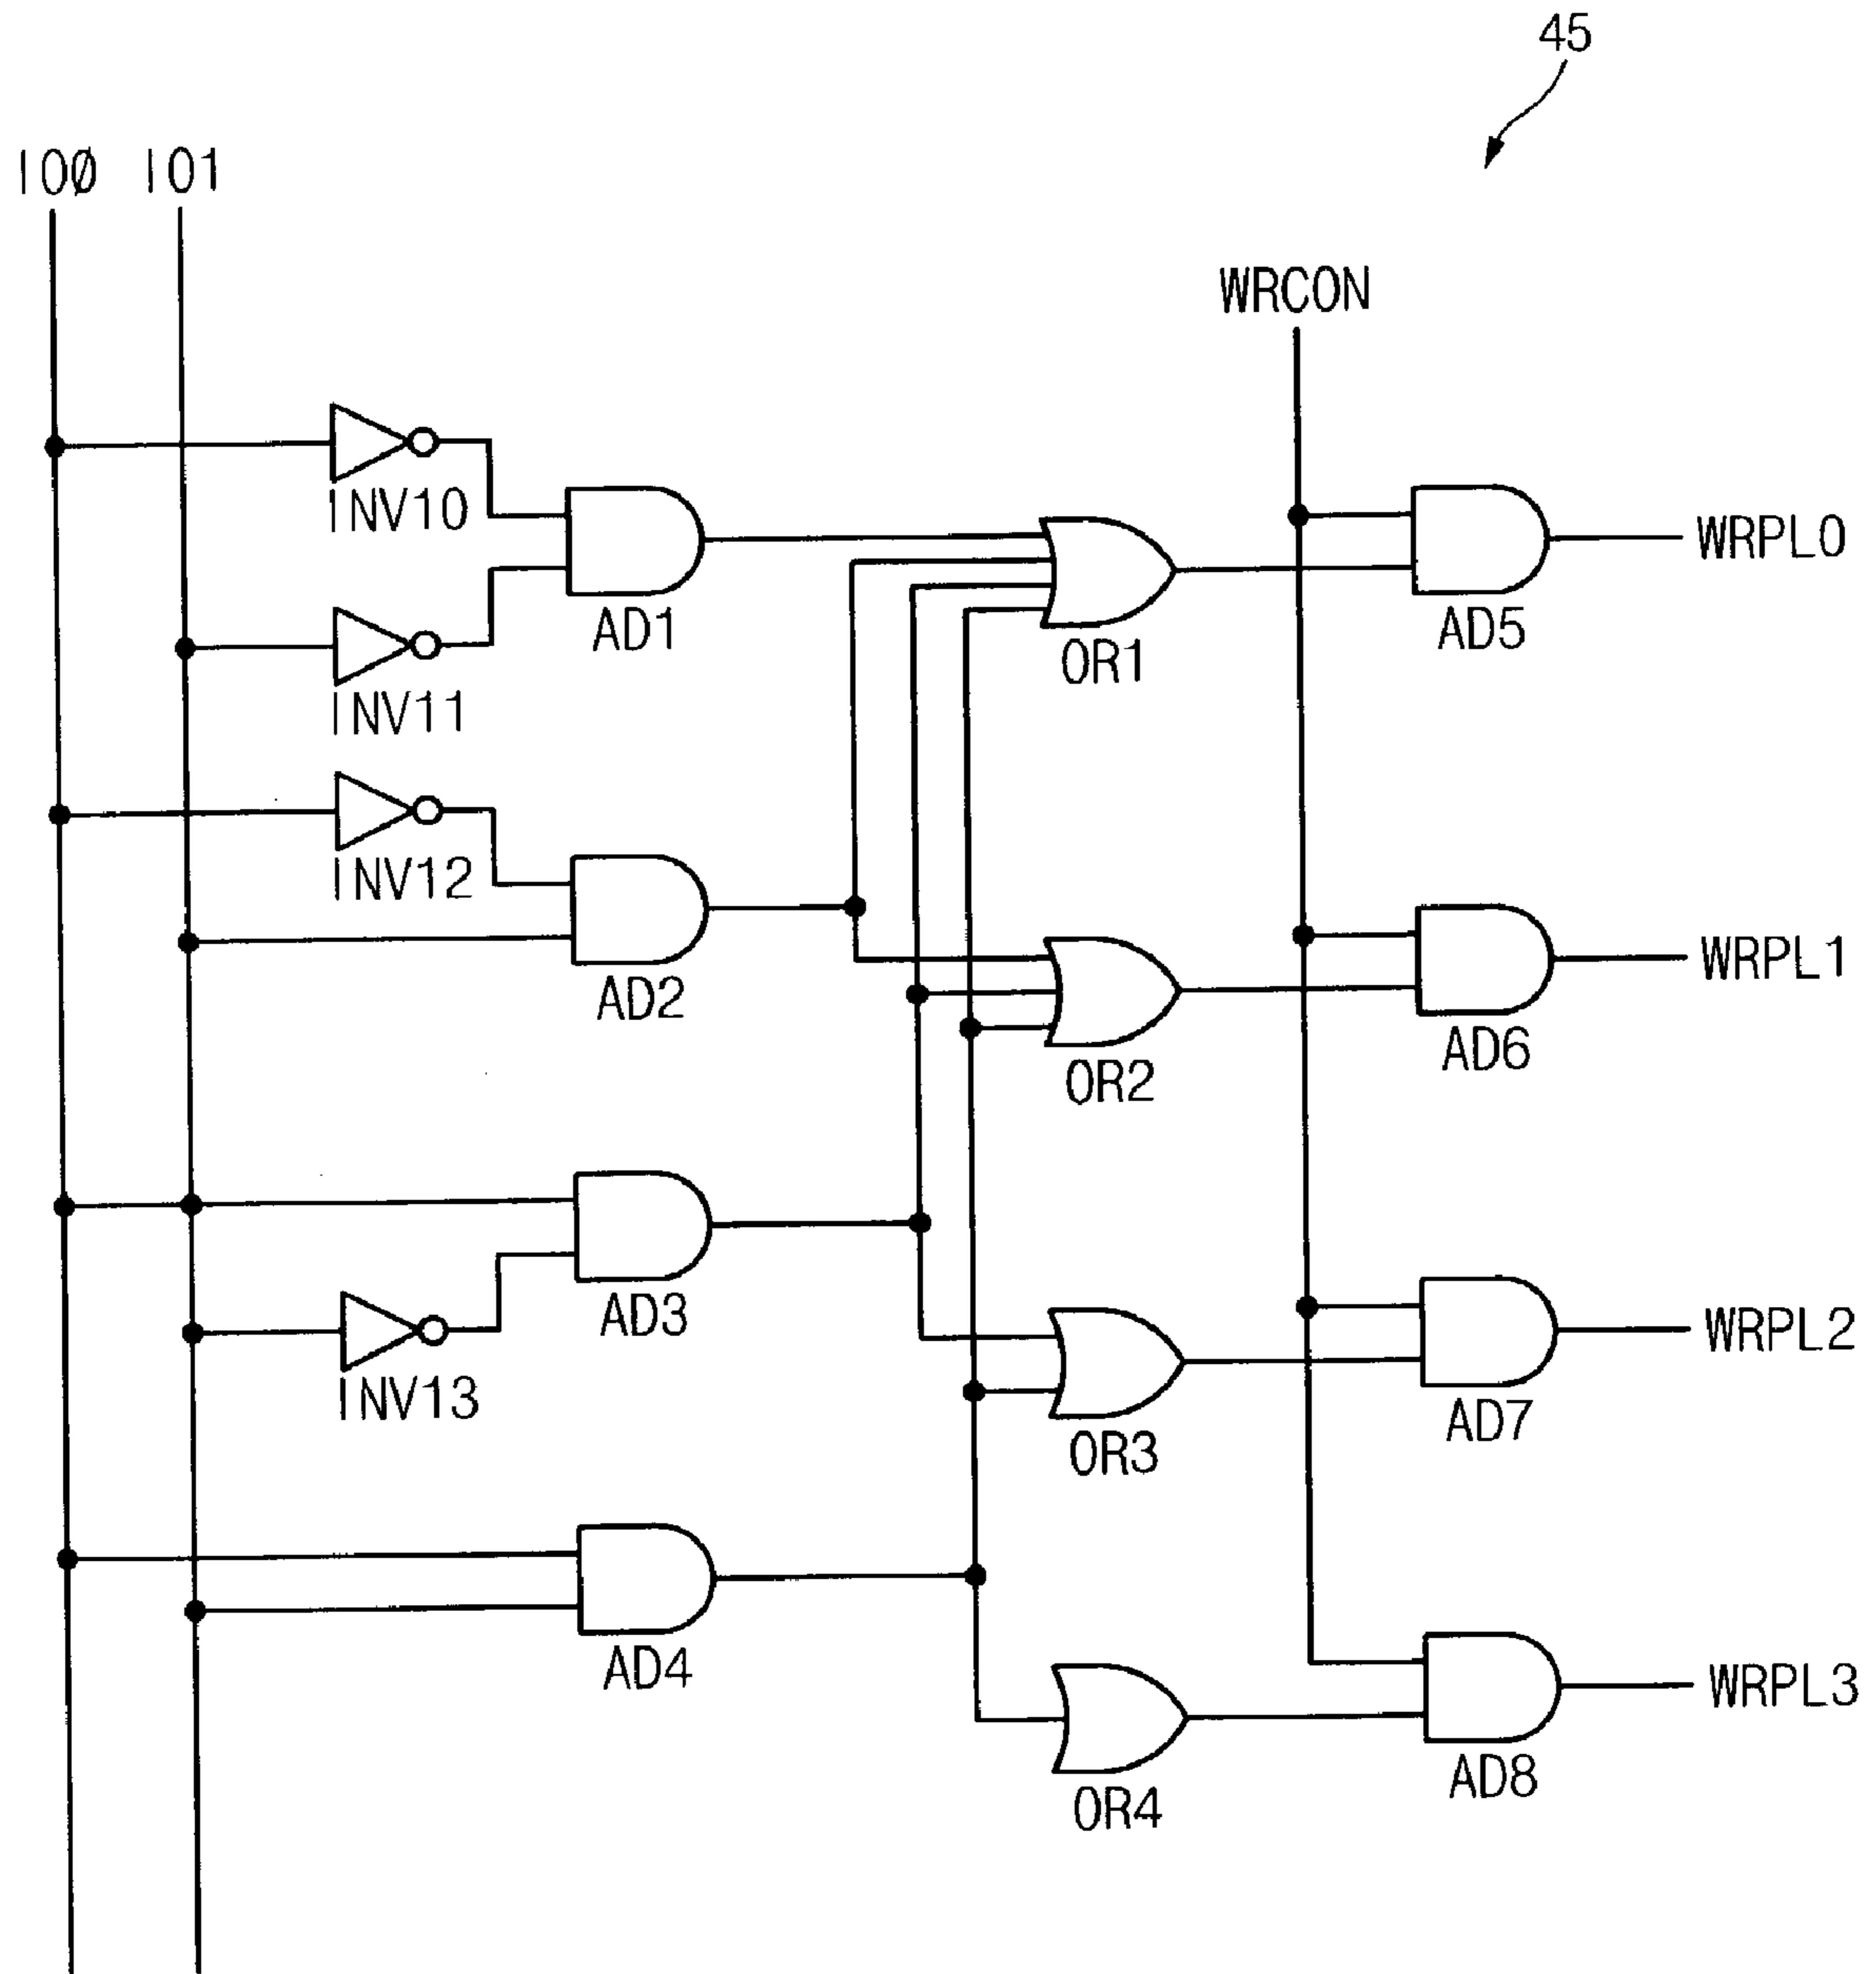 45
IO0 IO1
WRCON
INV10
AD1
INV11
OR1
AD5
WRPL0
INV12
AD2
OR2
AD6
WRPL1
AD3
INV13
OR3
AD7
WRPL2
AD4
OR4
AD8
WRPL3